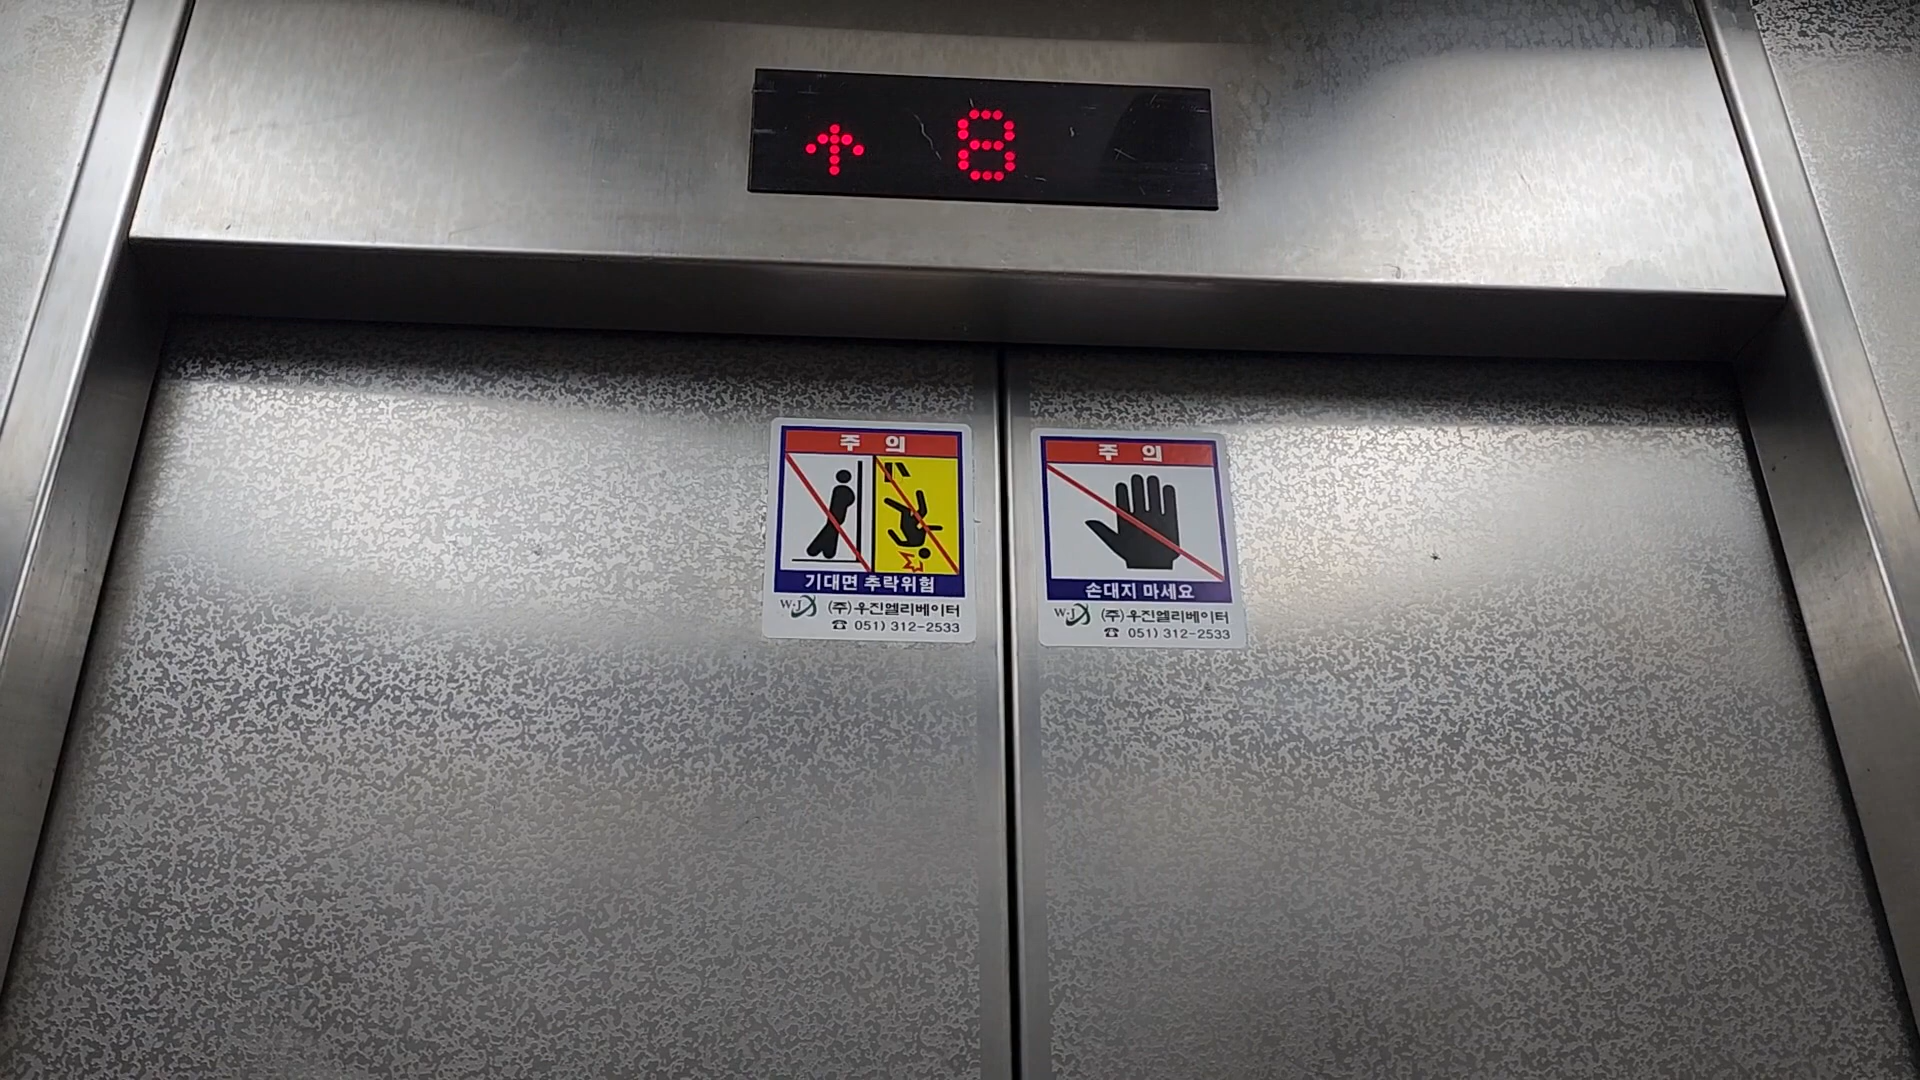 ↑ 8
주 의
기대면 추락위험
W·J (주)우진엘리베이터
☎ 051) 312-2533
주 의
손대지 마세요
W·J (주)우진엘리베이터
☎ 051) 312-2533